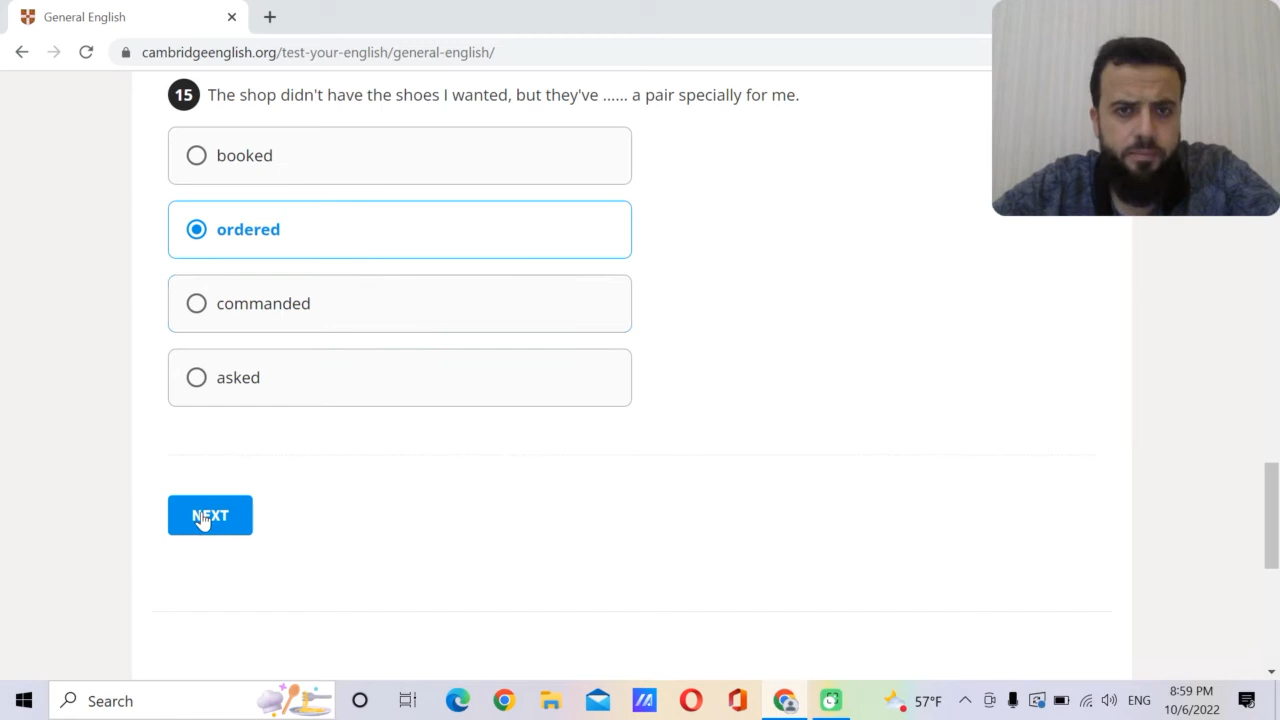 General English
cambridgeenglish.org/test-your-english/general-english/
15 The shop didn't have the shoes I wanted, but they've ...... a pair specially for me.
booked
ordered
commanded
asked
NEXT
Search
57°F
ENG
8:59 PM
10/6/2022